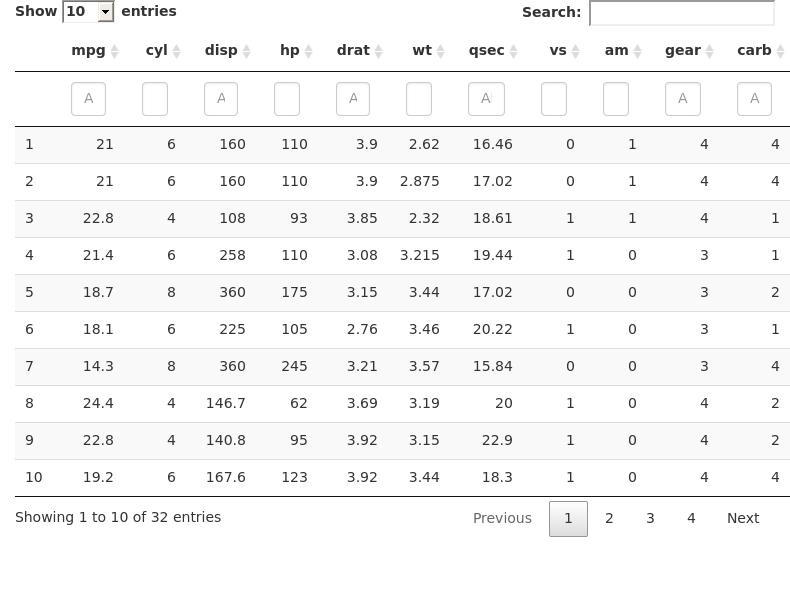 Show 10 entries Search:
mpg cyl disp hp drat wt qsec vs am gear carb
A A A A A A
1 21 6 160 110 3.9 2.62 16.46 0 1 4 4
2 21 6 160 110 3.9 2.875 17.02 0 1 4 4
3 22.8 4 108 93 3.85 2.32 18.61 1 1 4 1
4 21.4 6 258 110 3.08 3.215 19.44 1 0 3 1
5 18.7 8 360 175 3.15 3.44 17.02 0 0 3 2
6 18.1 6 225 105 2.76 3.46 20.22 1 0 3 1
7 14.3 8 360 245 3.21 3.57 15.84 0 0 3 4
8 24.4 4 146.7 62 3.69 3.19 20 1 0 4 2
9 22.8 4 140.8 95 3.92 3.15 22.9 1 0 4 2
10 19.2 6 167.6 123 3.92 3.44 18.3 1 0 4 4
Showing 1 to 10 of 32 entries Previous 1 2 3 4 Next